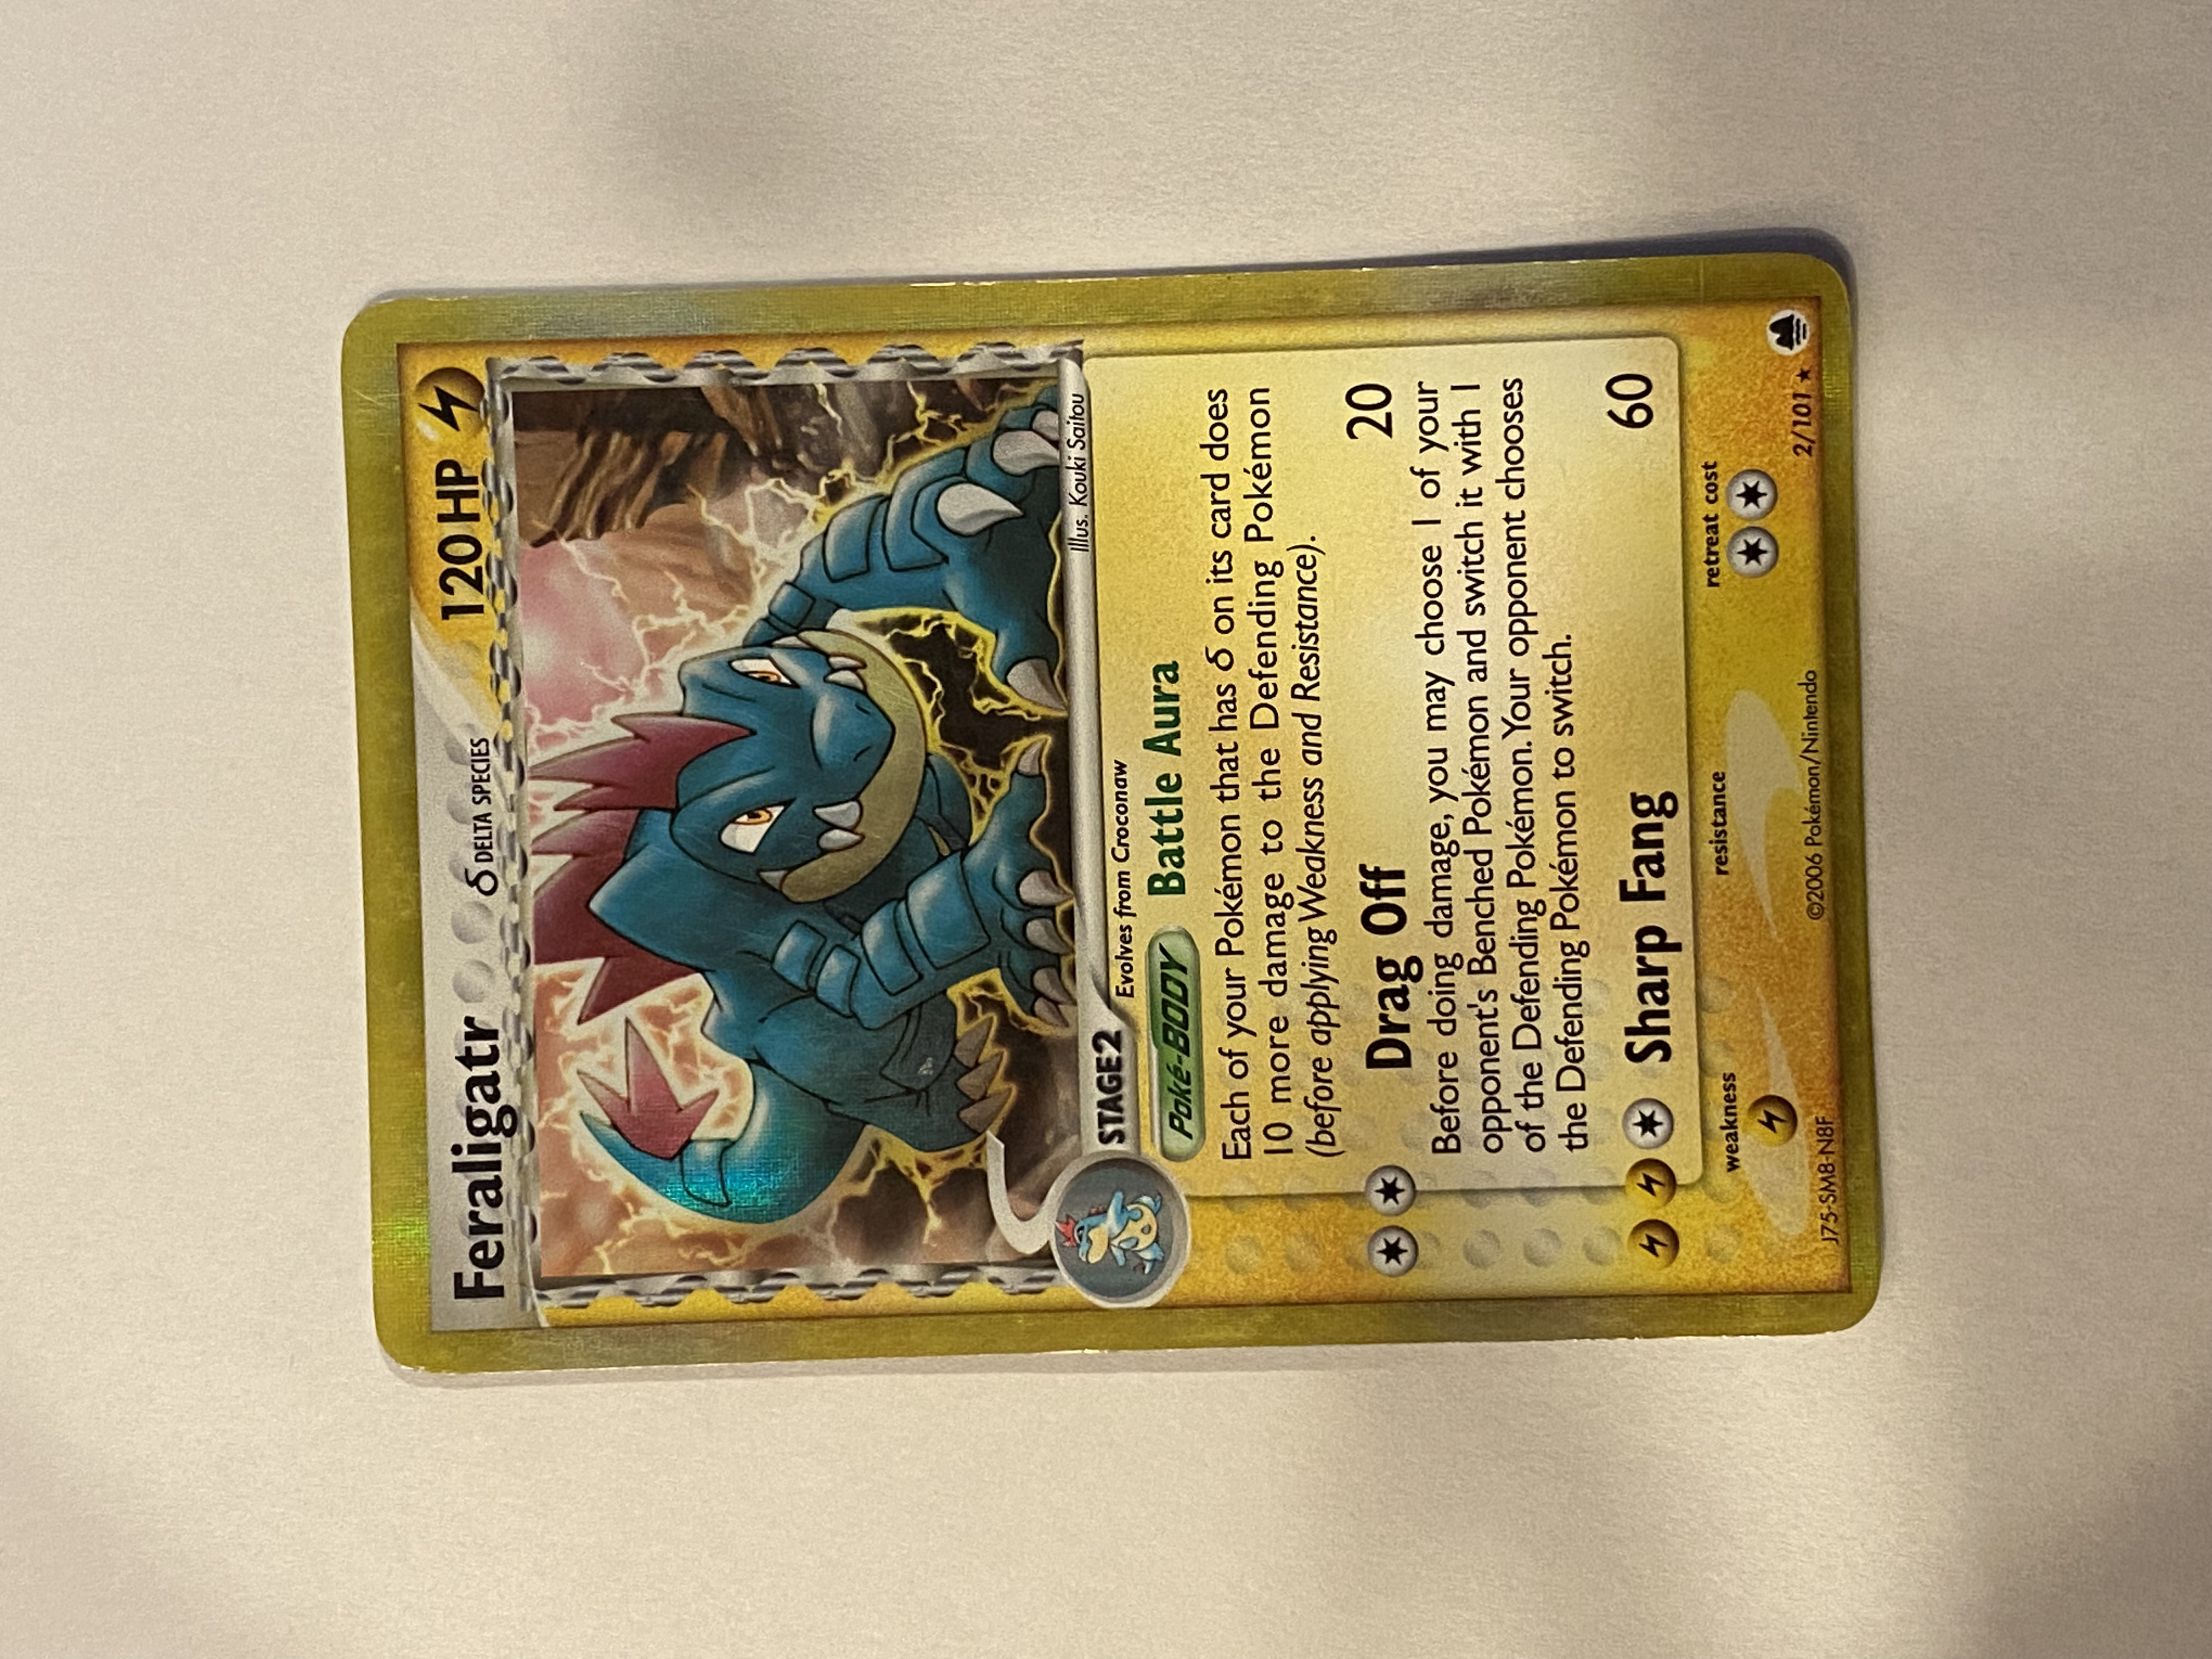 Feraligatr δ DELTA SPECIES 120 HP
Illus. Kouki Saitou
STAGE2 Evolves from Croconaw
Poké-BODY Battle Aura
Each of your Pokémon that has δ on its card does
10 more damage to the Defending Pokémon
(before applying Weakness and Resistance).
Drag Off 20
Before doing damage, you may choose 1 of your
opponent's Benched Pokémon and switch it with 1
of the Defending Pokémon. Your opponent chooses
the Defending Pokémon to switch.
Sharp Fang 60
weakness resistance retreat cost
J75-SM8-N8F ©2006 Pokémon/Nintendo 2/101 ★